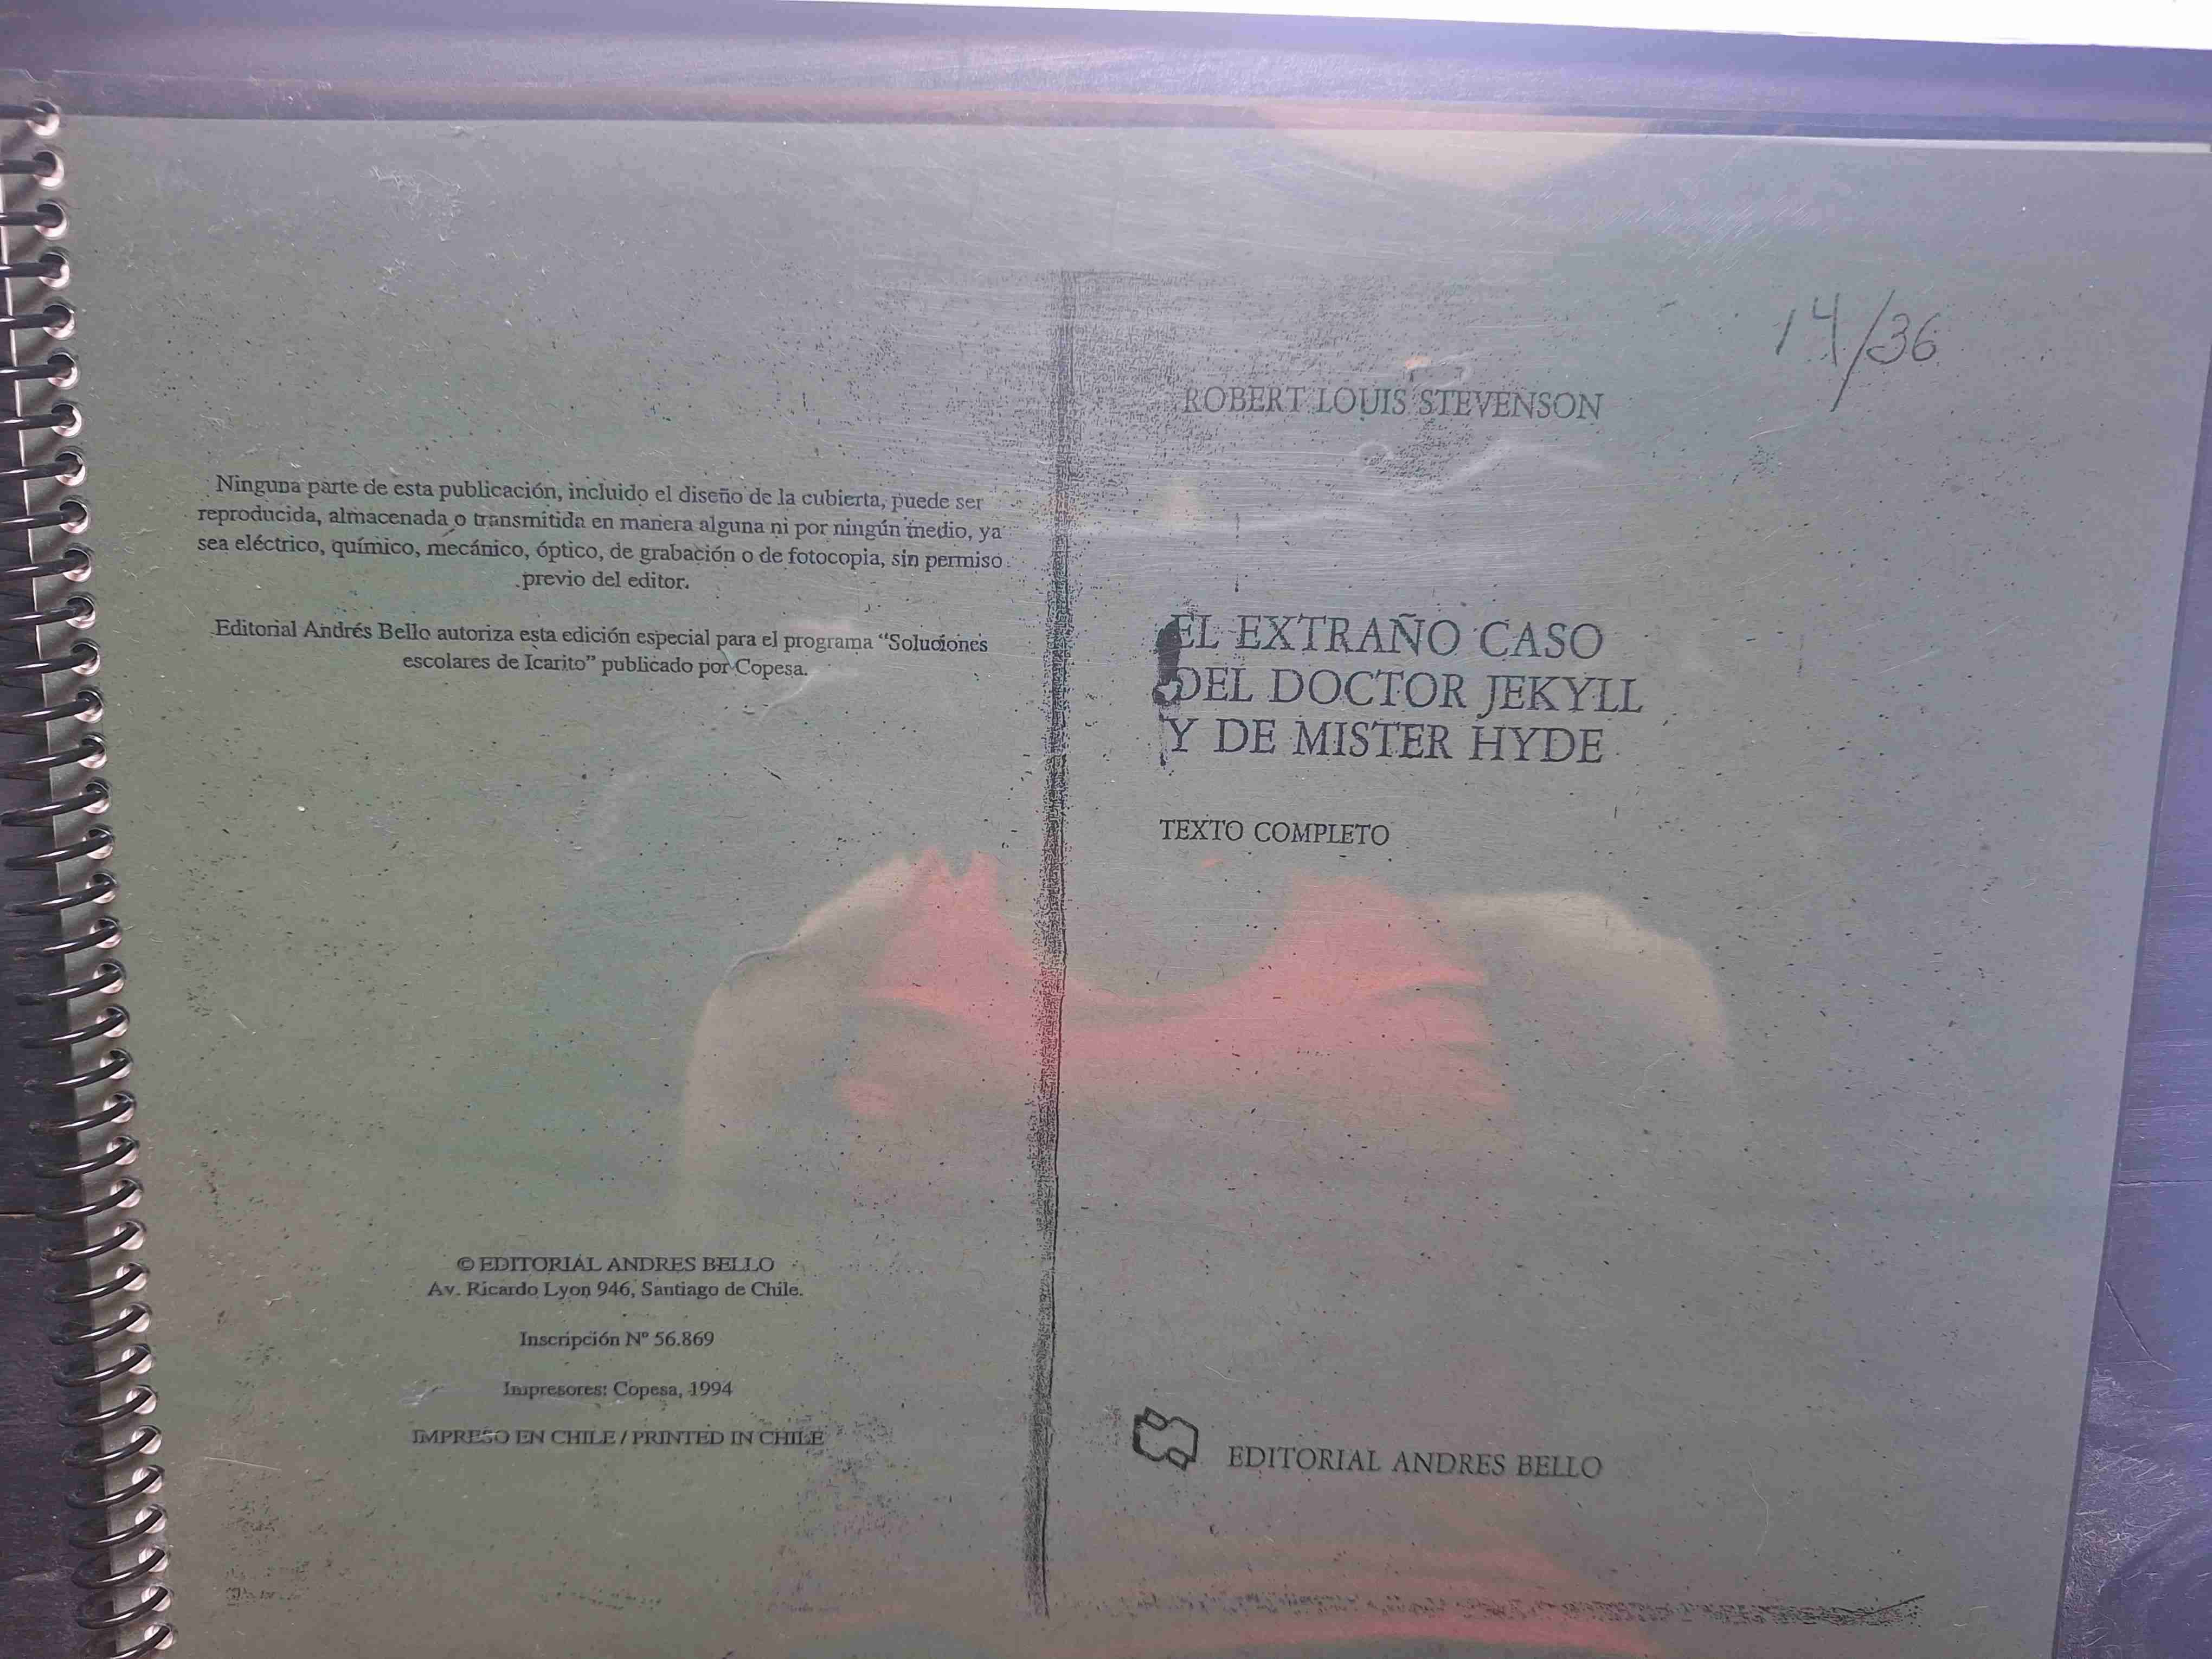 Ninguna parte de esta publicación, incluido el diseño de la cubierta, puede ser
reproducida, almacenada o transmitida en manera alguna ni por ningún medio, ya
sea eléctrico, químico, mecánico, óptico, de grabación o de fotocopia, sin permiso
previo del editor.
Editorial Andrés Bello autoriza esta edición especial para el programa “Soluciones
escolares de Icarito” publicado por Copesa.
© EDITORIAL ANDRES BELLO
Av. Ricardo Lyon 946, Santiago de Chile.
Inscripción Nº 56.869
Impresores: Copesa, 1994
IMPRESO EN CHILE / PRINTED IN CHILE
14/36
ROBERT LOUIS STEVENSON
EL EXTRAÑO CASO
DEL DOCTOR JEKYLL
Y DE MISTER HYDE
TEXTO COMPLETO
EDITORIAL ANDRES BELLO